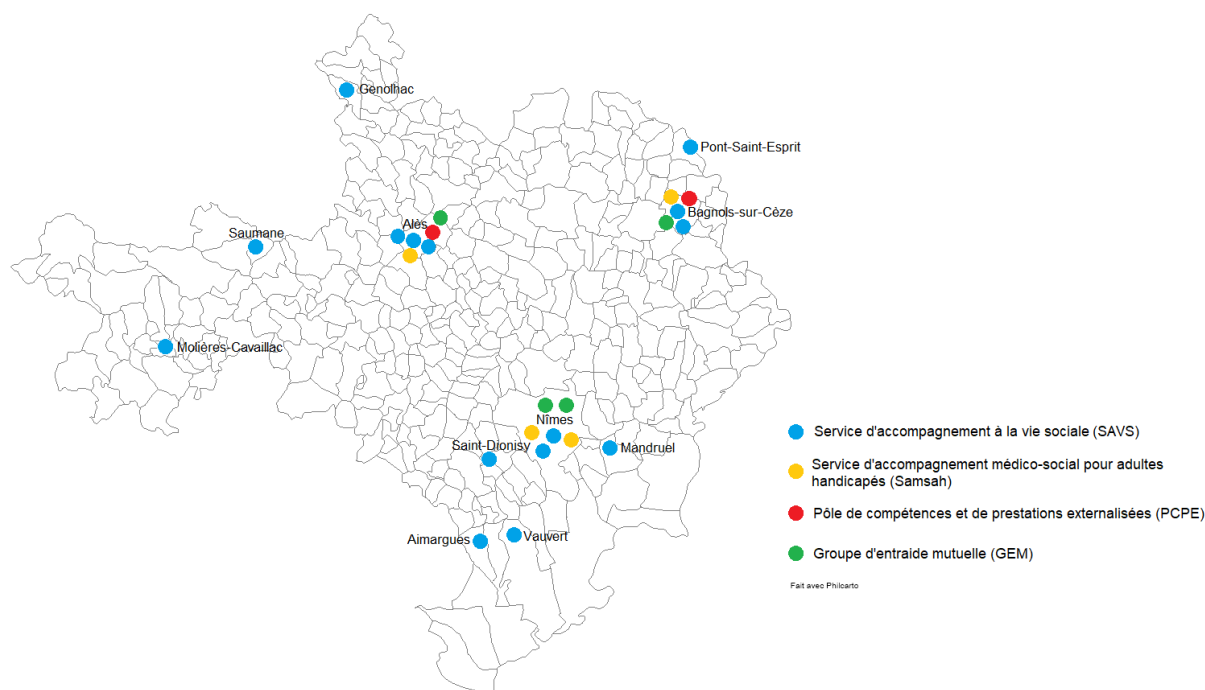 Génolhac
Pont-Saint-Esprit
Bagnols-sur-Cèze
Alès
Saumane
Molières-Cavaillac
Nîmes
Saint-Dionisy
Mandruel
Aimargues
Vauvert
Service d'accompagnement à la vie sociale (SAVS)
Service d'accompagnement médico-social pour adultes
handicapés (Samsah)
Pôle de compétences et de prestations externalisées (PCPE)
Groupe d'entraide mutuelle (GEM)
Fait avec Philcarto